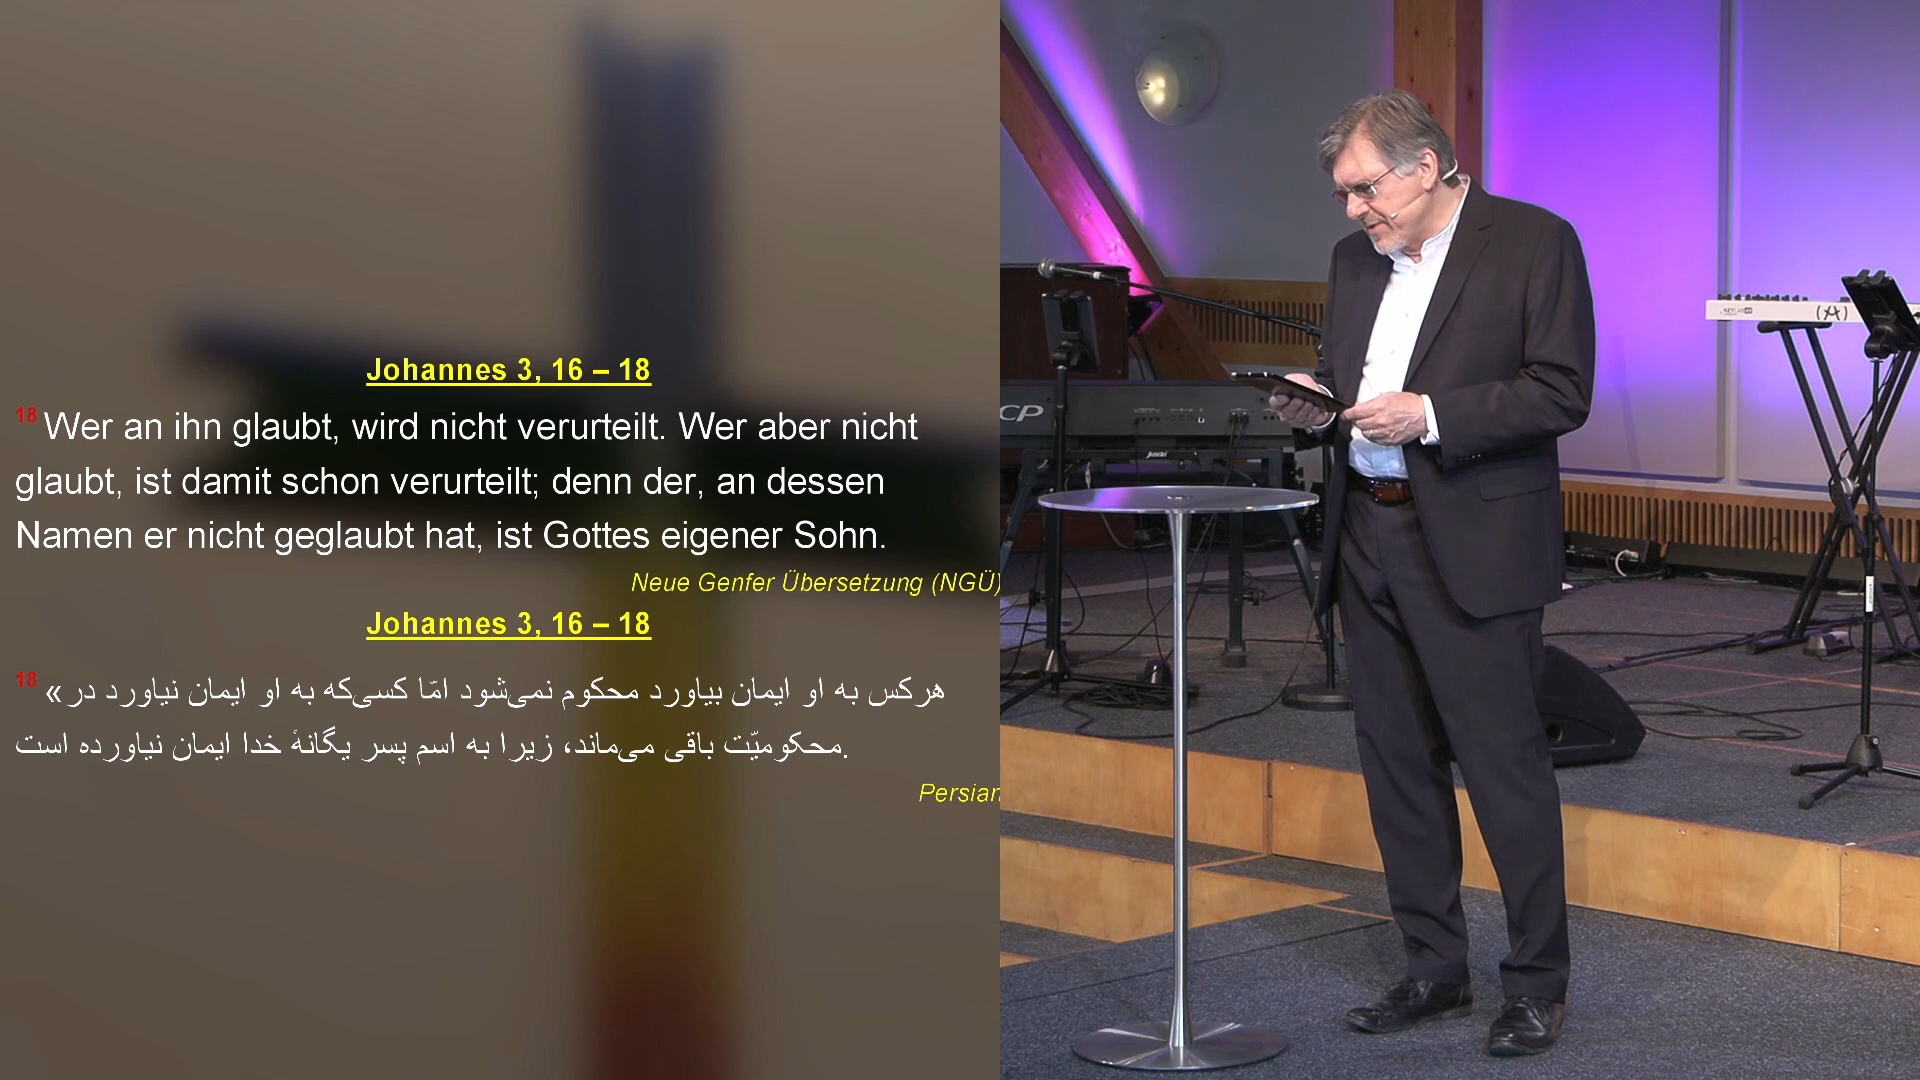 Johannes 3, 16 – 18
18 Wer an ihn glaubt, wird nicht verurteilt. Wer aber nicht
glaubt, ist damit schon verurteilt; denn der, an dessen
Namen er nicht geglaubt hat, ist Gottes eigener Sohn.
Neue Genfer Übersetzung (NGÜ)
Johannes 3, 16 – 18
18 «هرکس به او ایمان بیاورد محکوم نمی‌شود امّا کسی‌که به او ایمان نیاورد در
محکومیّت باقی می‌ماند، زیرا به اسم پسر یگانهٔ خدا ایمان نیاورده است.
Persian
CP